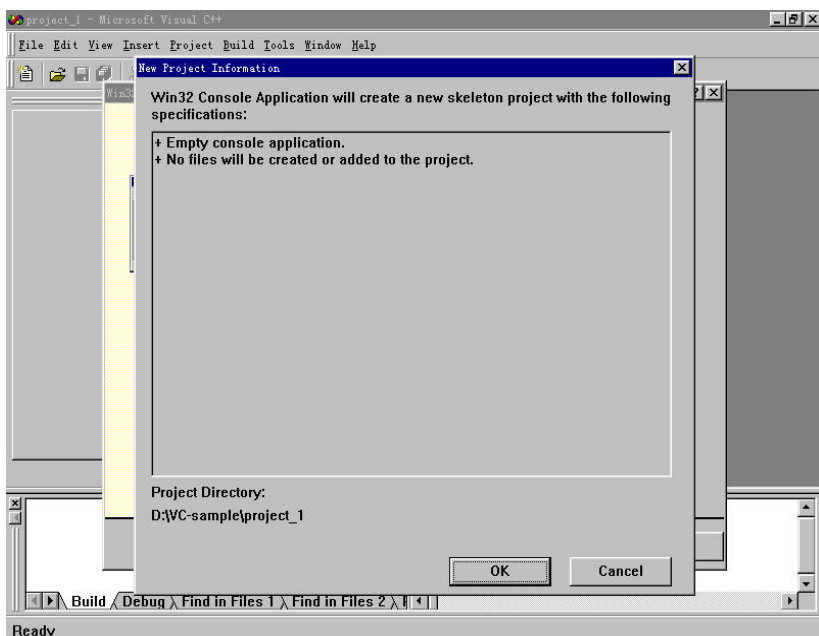 project_1 - Microsoft Visual C++
File Edit View Insert Project Build Tools Window Help
New Project Information
Win3
Win32 Console Application will create a new skeleton project with the following
specifications:
+ Empty console application.
+ No files will be created or added to the project.
Project Directory:
D:\VC-sample\project_1
OK Cancel
Build Debug Find in Files 1 Find in Files 2
Ready